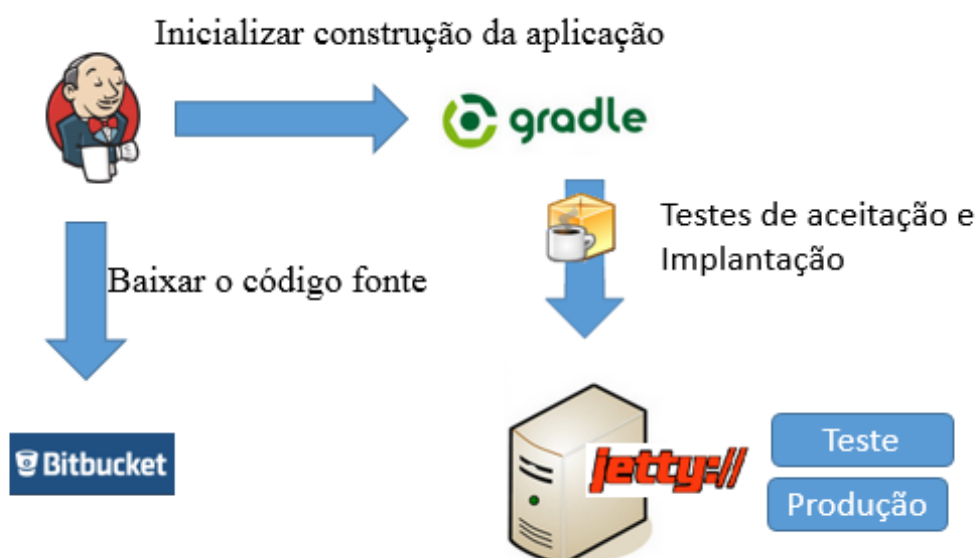 Inicializar construção da aplicação
gradle
Testes de aceitação e
Implantação
Baixar o código fonte
Bitbucket
jetty://
Teste
Produção